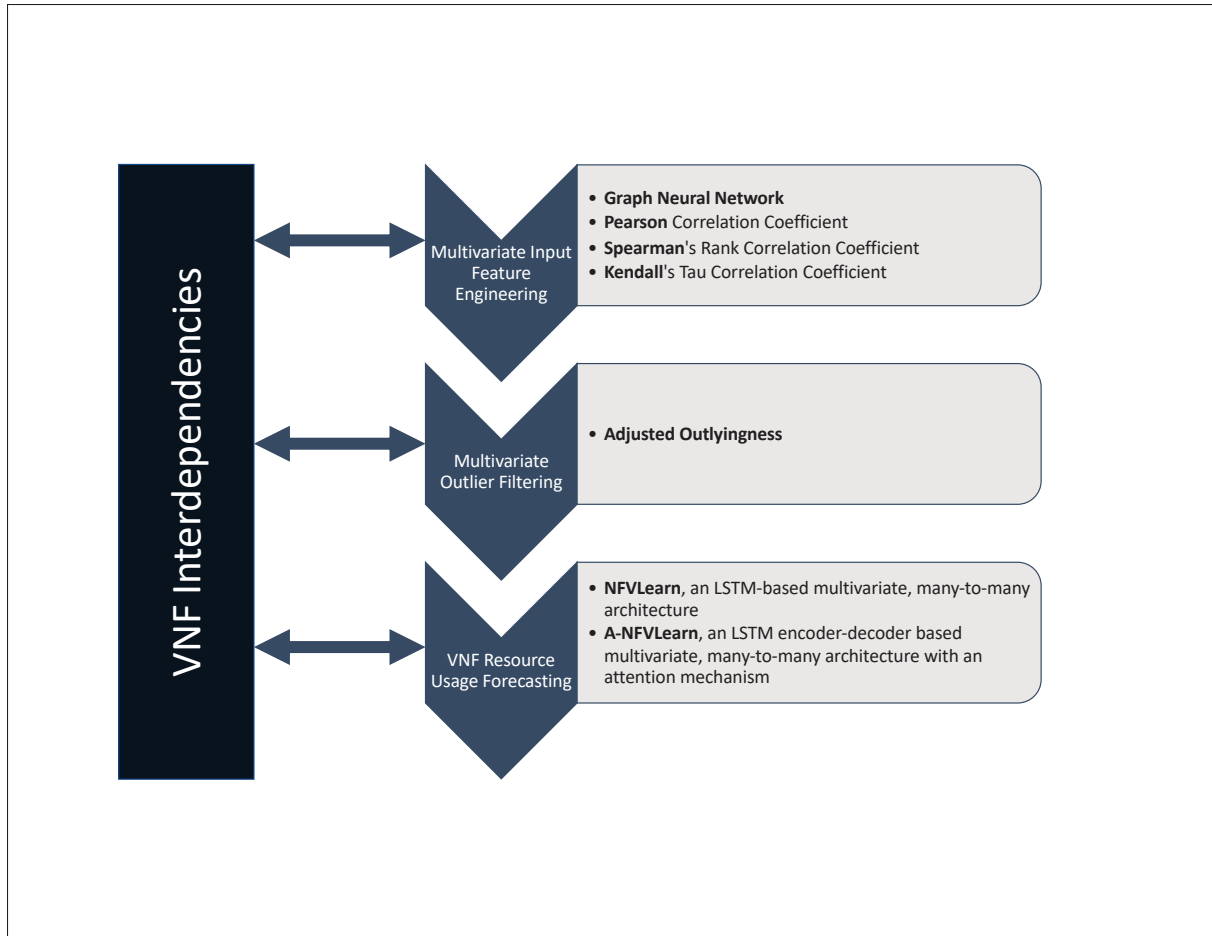 VNF Interdependencies
Multivariate Input
Feature
Engineering
• Graph Neural Network
• Pearson Correlation Coefficient
• Spearman's Rank Correlation Coefficient
• Kendall's Tau Correlation Coefficient
Multivariate
Outlier Filtering
• Adjusted Outlyingness
VNF Resource
Usage Forecasting
• NFVLearn, an LSTM-based multivariate, many-to-many
architecture
• A-NFVLearn, an LSTM encoder-decoder based
multivariate, many-to-many architecture with an
attention mechanism